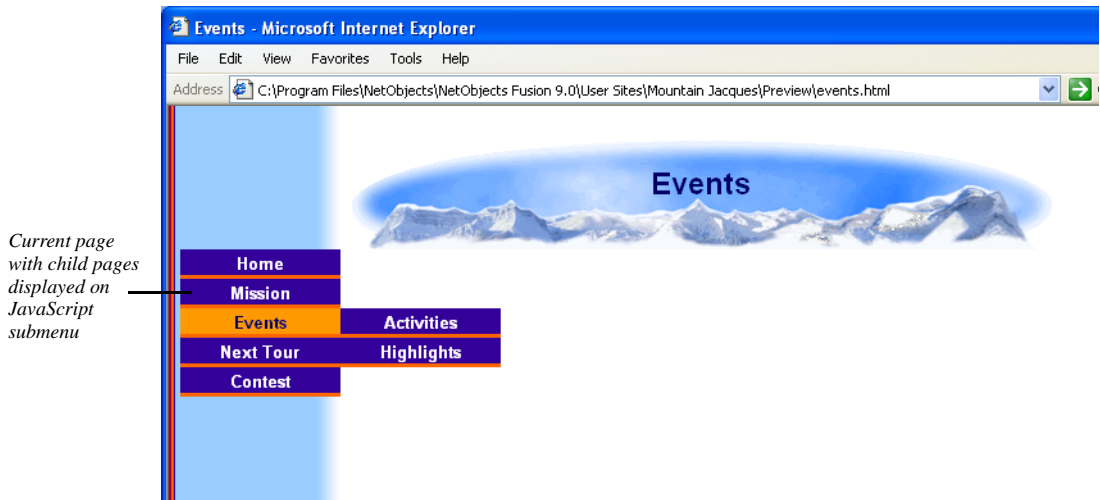 Events - Microsoft Internet Explorer
File Edit View Favorites Tools Help
Address C:\Program Files\NetObjects\NetObjects Fusion 9.0\User Sites\Mountain Jacques\Preview\events.html
Events
Current page
with child pages
displayed on
JavaScript
submenu
Home
Mission
Events Activities
Next Tour Highlights
Contest